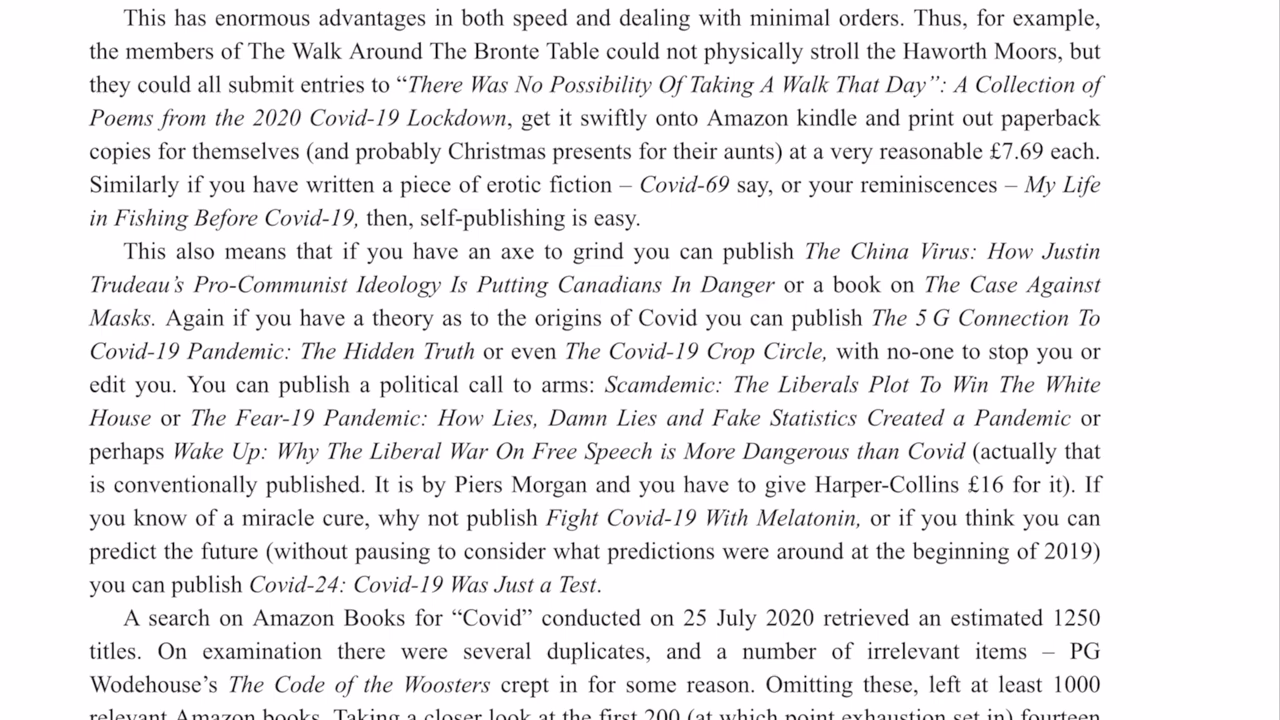 This has enormous advantages in both speed and dealing with minimal orders. Thus, for example,
the members of The Walk Around The Bronte Table could not physically stroll the Haworth Moors, but
they could all submit entries to “There Was No Possibility Of Taking A Walk That Day”: A Collection of
Poems from the 2020 Covid-19 Lockdown, get it swiftly onto Amazon kindle and print out paperback
copies for themselves (and probably Christmas presents for their aunts) at a very reasonable £7.69 each.
Similarly if you have written a piece of erotic fiction – Covid-69 say, or your reminiscences – My Life
in Fishing Before Covid-19, then, self-publishing is easy.
This also means that if you have an axe to grind you can publish The China Virus: How Justin
Trudeau’s Pro-Communist Ideology Is Putting Canadians In Danger or a book on The Case Against
Masks. Again if you have a theory as to the origins of Covid you can publish The 5 G Connection To
Covid-19 Pandemic: The Hidden Truth or even The Covid-19 Crop Circle, with no-one to stop you or
edit you. You can publish a political call to arms: Scamdemic: The Liberals Plot To Win The White
House or The Fear-19 Pandemic: How Lies, Damn Lies and Fake Statistics Created a Pandemic or
perhaps Wake Up: Why The Liberal War On Free Speech is More Dangerous than Covid (actually that
is conventionally published. It is by Piers Morgan and you have to give Harper-Collins £16 for it). If
you know of a miracle cure, why not publish Fight Covid-19 With Melatonin, or if you think you can
predict the future (without pausing to consider what predictions were around at the beginning of 2019)
you can publish Covid-24: Covid-19 Was Just a Test.
A search on Amazon Books for “Covid” conducted on 25 July 2020 retrieved an estimated 1250
titles. On examination there were several duplicates, and a number of irrelevant items – PG
Wodehouse’s The Code of the Woosters crept in for some reason. Omitting these, left at least 1000
relevant Amazon books. Taking a closer look at the first 200 (at which point exhaustion set in) fourteen